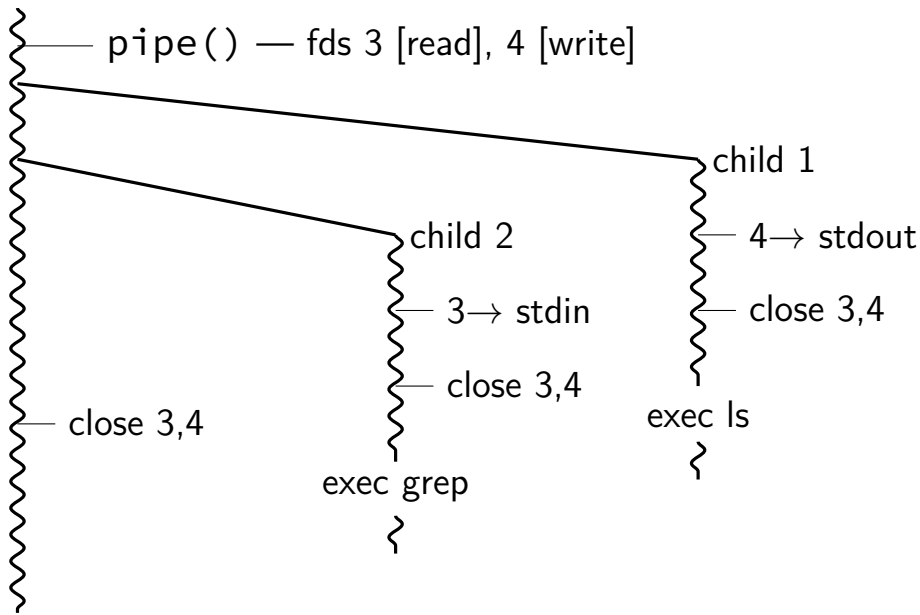 pipe() — fds 3 [read], 4 [write]
child 1
child 2
4→ stdout
3→ stdin
close 3,4
close 3,4
close 3,4
exec ls
exec grep